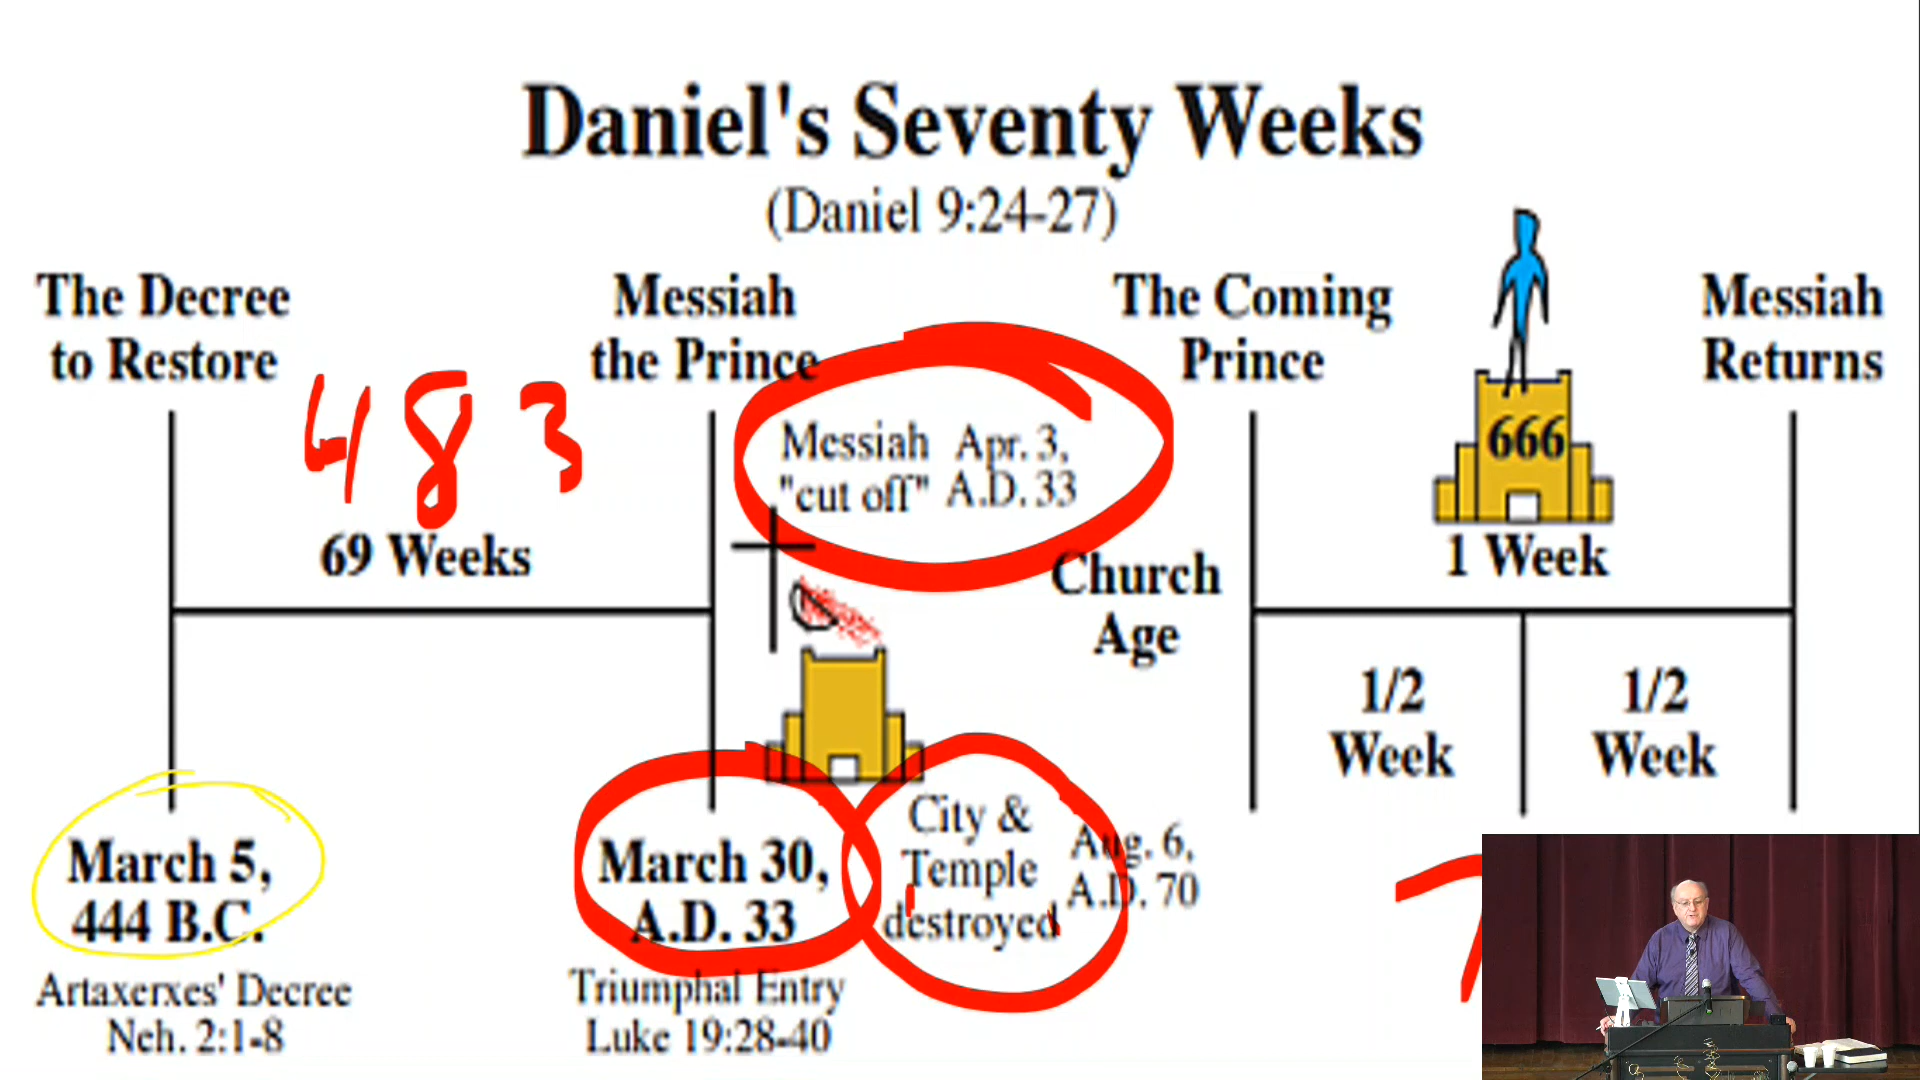 Daniel's Seventy Weeks
(Daniel 9:24-27)
The Decree
to Restore
Messiah
the Prince
The Coming
Prince
Messiah
Returns
483
Messiah Apr. 3,
"cut off" A.D. 33
666
69 Weeks
Church
Age
1 Week
1/2
Week
1/2
Week
March 5,
444 B.C.
Artaxerxes' Decree
Neh. 2:1-8
March 30,
A.D. 33
Triumphal Entry
Luke 19:28-40
City &
Temple
destroyed
Aug. 6,
A.D. 70